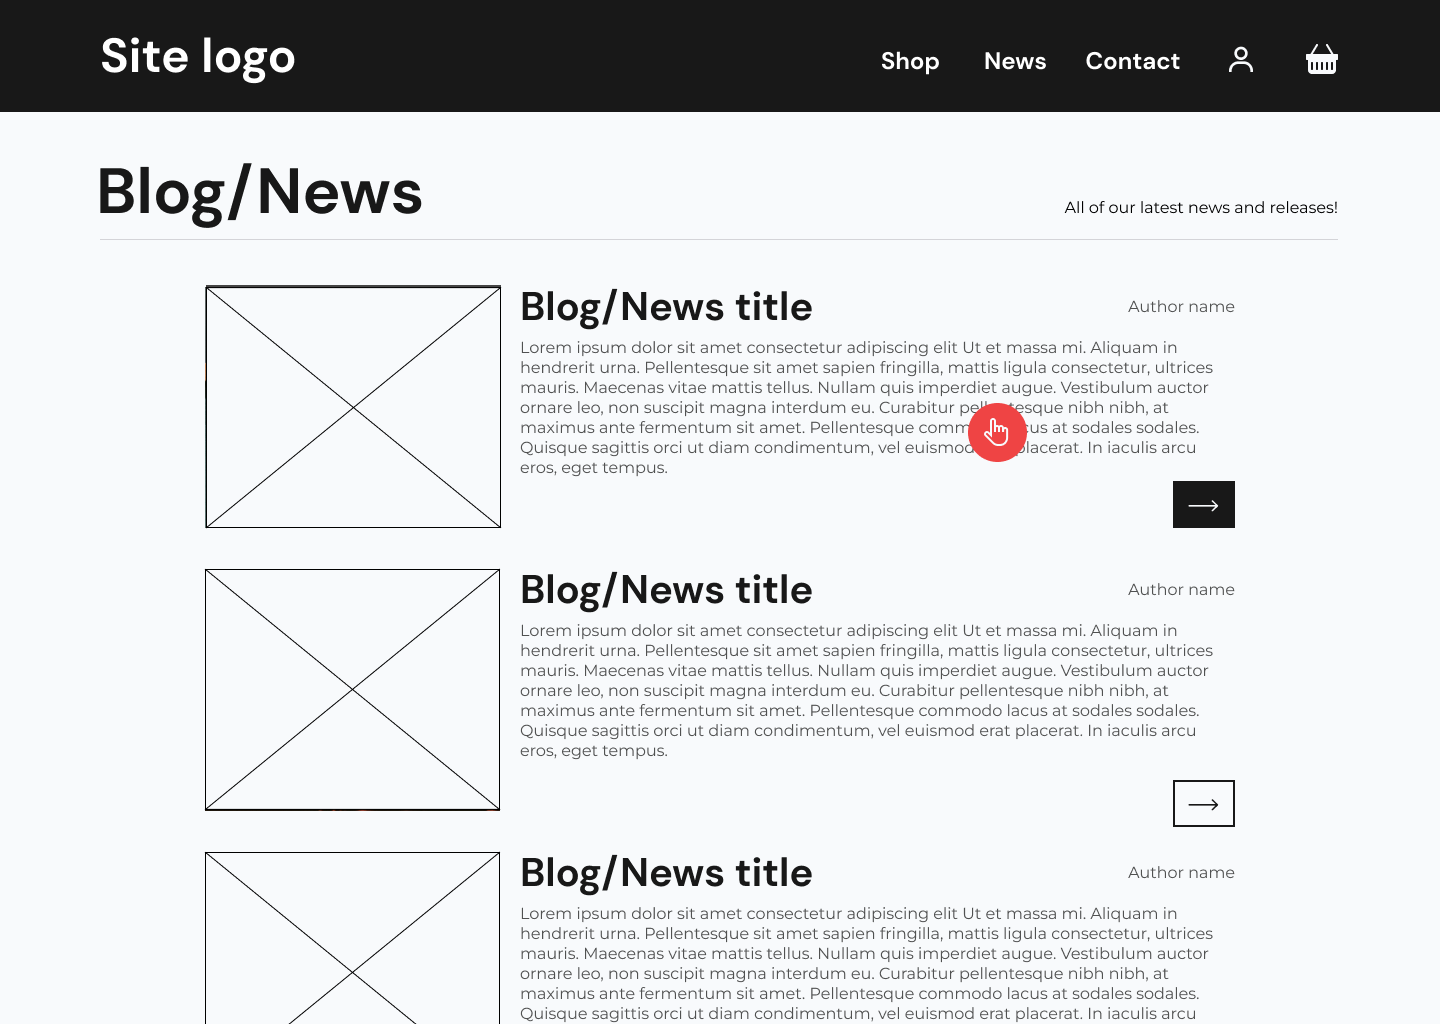 Site logo
Shop News Contact
Blog/News
All of our latest news and releases!
Blog/News title
Author name
Lorem ipsum dolor sit amet consectetur adipiscing elit Ut et massa mi. Aliquam in
hendrerit urna. Pellentesque sit amet sapien fringilla, mattis ligula consectetur, ultrices
mauris. Maecenas vitae mattis tellus. Nullam quis imperdiet augue. Vestibulum auctor
ornare leo, non suscipit magna interdum eu. Curabitur pellentesque nibh nibh, at
maximus ante fermentum sit amet. Pellentesque at sodales sodales.
Quisque sagittis orci ut diam condimentum, vel euismod placerat. In iaculis arcu
eros, eget tempus.
Blog/News title
Author name
Lorem ipsum dolor sit amet consectetur adipiscing elit Ut et massa mi. Aliquam in
hendrerit urna. Pellentesque sit amet sapien fringilla, mattis ligula consectetur, ultrices
mauris. Maecenas vitae mattis tellus. Nullam quis imperdiet augue. Vestibulum auctor
ornare leo, non suscipit magna interdum eu. Curabitur pellentesque nibh nibh, at
maximus ante fermentum sit amet. Pellentesque commodo lacus at sodales sodales.
Quisque sagittis orci ut diam condimentum, vel euismod erat placerat. In iaculis arcu
eros, eget tempus.
Blog/News title
Author name
Lorem ipsum dolor sit amet consectetur adipiscing elit Ut et massa mi. Aliquam in
hendrerit urna. Pellentesque sit amet sapien fringilla, mattis ligula consectetur, ultrices
mauris. Maecenas vitae mattis tellus. Nullam quis imperdiet augue. Vestibulum auctor
ornare leo, non suscipit magna interdum eu. Curabitur pellentesque nibh nibh, at
maximus ante fermentum sit amet. Pellentesque commodo lacus at sodales sodales.
Quisque sagittis orci ut diam condimentum, vel euismod erat placerat. In iaculis arcu